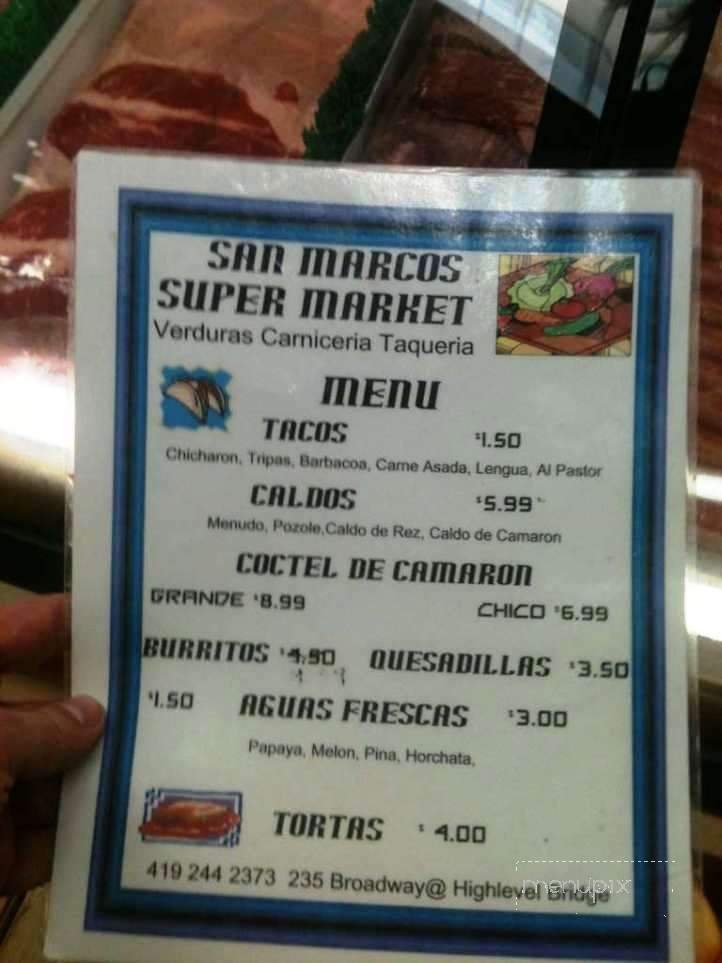 SAN MARCOS
SUPER MARKET
Verduras Carniceria Taqueria
MENU
TACOS $1.50
Chicharon, Tripas, Barbacoa, Carne Asada, Lengua, Al Pastor
CALDOS $5.99
Menudo, Pozole,Caldo de Rez, Caldo de Camaron
COCTEL DE CAMARON
GRANDE $8.99 CHICO $6.99
BURRITOS QUESADILLAS $3.50
$1.50 AGUAS FRESCAS $3.00
Papaya, Melon, Pina, Horchata,
TORTAS $ 4.00
419 244 2373 235 Broadway@ Highlevel Bridge
menupix